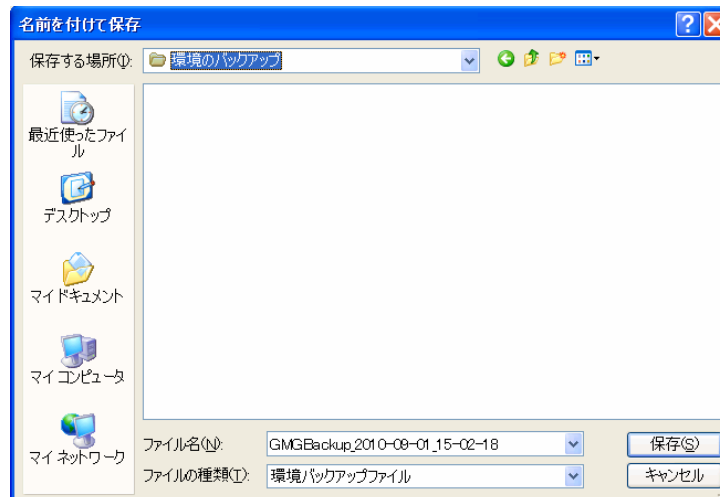 名前を付けて保存
保存する場所(I):
環境のバックアップ
最近使ったファイ
ル
デスクトップ
マイ ドキュメント
マイ コンピュータ
マイ ネットワーク
ファイル名(N):
GMGBackup_2010-09-01_15-02-18
保存(S)
ファイルの種類(T):
環境バックアップファイル
キャンセル